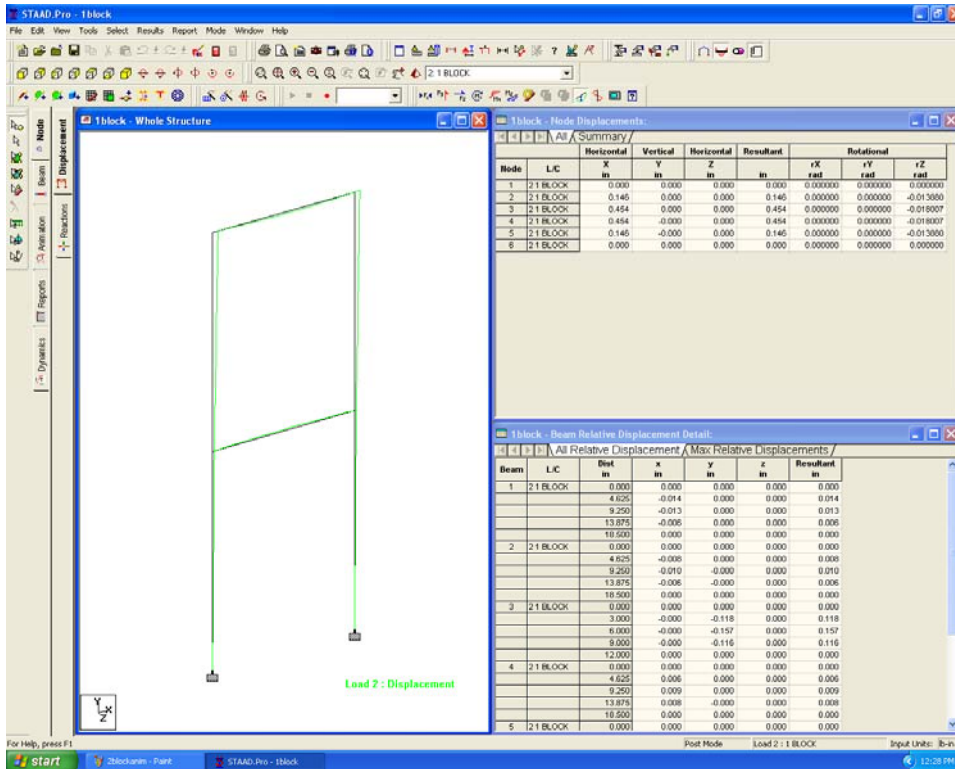 STAAD.Pro - 1block
File Edit View Tools Select Results Report Mode Window Help
2: 1 BLOCK
Node
Beam
Animation
Reports
Dynamics
Displacement
Reactions
1block - Whole Structure
Load 2 : Displacement
Y
X
Z
1block - Node Displacements:
All Summary
Horizontal Vertical Horizontal Resultant Rotational
Node L/C X in Y in Z in in rX rad rY rad rZ rad
1 2 1 BLOCK 0.000 0.000 0.000 0.000 0.000000 0.000000 0.000000
2 2 1 BLOCK 0.146 0.000 0.000 0.146 0.000000 0.000000
3 2 1 BLOCK 0.454 0.000 0.000 0.454 0.000000 0.000000 -0.018007
4 2 1 BLOCK 0.454 -0.000 0.000 0.454 0.000000 0.000000 -0.018007
5 2 1 BLOCK 0.146 -0.000 0.000 0.146 0.000000 0.000000
6 2 1 BLOCK 0.000 0.000 0.000 0.000 0.000000 0.000000 0.000000
1block - Beam Relative Displacement Detail:
All Relative Displacement Max Relative Displacements
Beam L/C Dist in x in y in z in Resultant in
1 2 1 BLOCK 0.000 0.000 0.000 0.000 0.000
4.625 -0.014 0.000 0.000 0.014
9.250 -0.013 0.000 0.000 0.013
13.875 -0.006 0.000 0.000 0.006
18.500 0.000 0.000 0.000 0.000
2 2 1 BLOCK 0.000 0.000 0.000 0.000 0.000
4.625 -0.008 0.000 0.000 0.008
9.250 -0.010 -0.000 0.000 0.010
13.875 -0.006 -0.000 0.000 0.006
18.500 0.000 0.000 0.000 0.000
3 2 1 BLOCK 0.000 0.000 0.000 0.000 0.000
3.000 -0.000 -0.118 0.000 0.118
6.000 -0.000 -0.157 0.000 0.157
9.000 -0.000 -0.116 0.000 0.116
12.000 0.000 0.000 0.000 0.000
4 2 1 BLOCK 0.000 0.000 0.000 0.000 0.000
4.625 0.006 0.000 0.000 0.006
9.250 0.009 0.000 0.000 0.009
13.875 0.008 -0.000 0.000 0.008
18.500 0.000 0.000 0.000 0.000
5 2 1 BLOCK 0.000 0.000 0.000 0.000 0.000
For Help, press F1
Post Mode Load 2 : 1 BLOCK Input Units: lb-in
start 2blockanim - Paint STAAD.Pro - 1block 12:28 PM